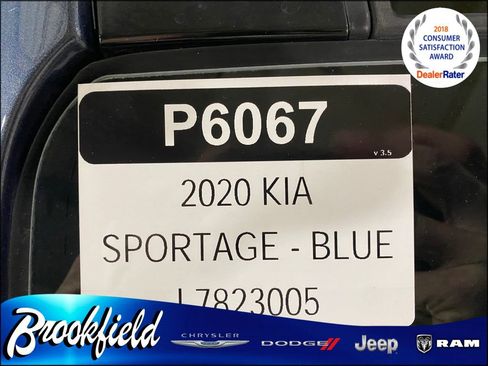 2018
CONSUMER
SATISFACTION
AWARD
DealerRater
P6067
v 3.5
2020 KIA
SPORTAGE - BLUE
L7823005
Brookfield
CHRYSLER
DODGE
Jeep
RAM